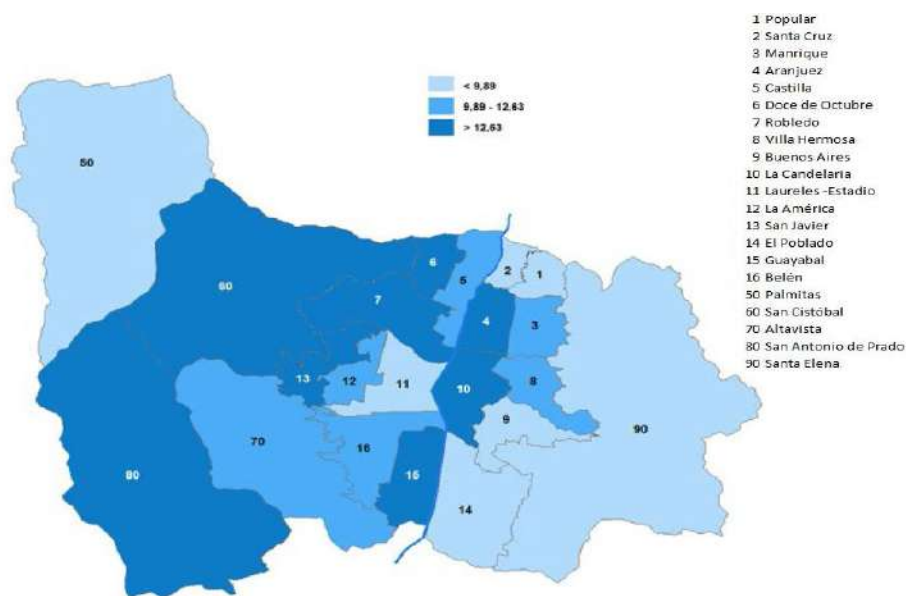 1 Popular
2 Santa Cruz
3 Manrique
4 Aranjuez
5 Castilla
6 Doce de Octubre
7 Robledo
8 Villa Hermosa
9 Buenos Aires
10 La Candelaria
11 Laureles -Estadio
12 La América
13 San Javier
14 El Poblado
15 Guayabal
16 Belén
50 Palmitas
60 San Cistóbal
70 Altavista
80 San Antonio de Prado
90 Santa Elena
< 9,89
9,89 - 12,63
> 12,63
50
60
6
5
2
1
7
4
3
13
12
11
10
8
9
70
16
90
80
15
14